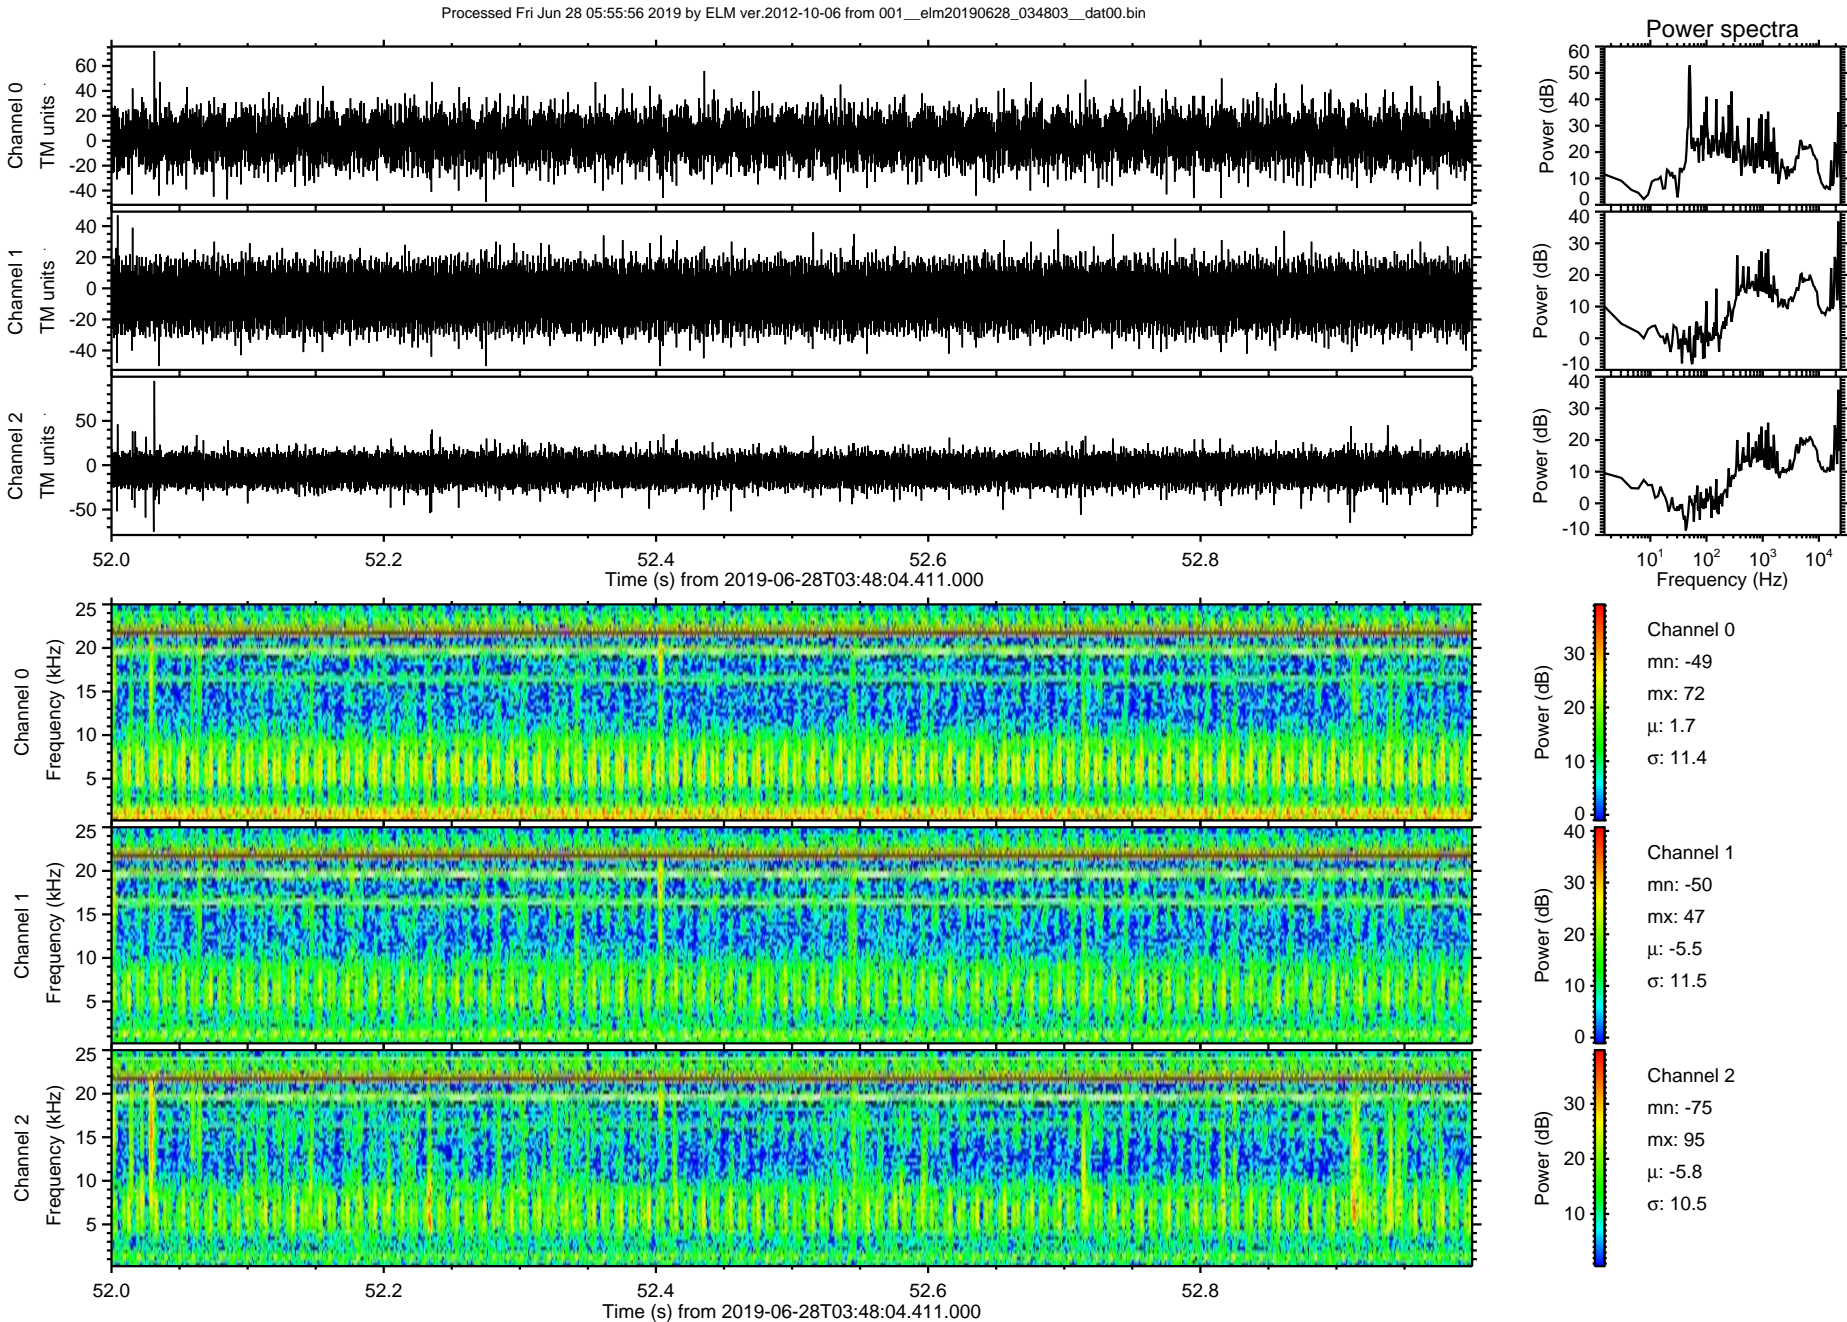 Processed Fri Jun 28 05:55:56 2019 by ELM ver.2012-10-06 from 001__elm20190628_034803__dat00.bin
Power spectra
Channel 0
TM units
60
40
20
0
-20
-40
Power (dB)
60
50
40
30
20
10
0
Channel 1
TM units
40
20
0
-20
-40
Power (dB)
40
30
20
10
0
-10
Channel 2
TM units
50
0
-50
Power (dB)
40
30
20
10
0
-10
52.0 52.2 52.4 52.6 52.8
Time (s) from 2019-06-28T03:48:04.411.000
10^1 10^2 10^3 10^4
Frequency (Hz)
Channel 0
Frequency (kHz)
25
20
15
10
5
Power (dB)
30
20
10
0
Channel 0
mn: -49
mx: 72
µ: 1.7
σ: 11.4
Channel 1
Frequency (kHz)
25
20
15
10
5
Power (dB)
40
30
20
10
0
Channel 1
mn: -50
mx: 47
µ: -5.5
σ: 11.5
Channel 2
Frequency (kHz)
25
20
15
10
5
Power (dB)
30
20
10
Channel 2
mn: -75
mx: 95
µ: -5.8
σ: 10.5
52.0 52.2 52.4 52.6 52.8
Time (s) from 2019-06-28T03:48:04.411.000